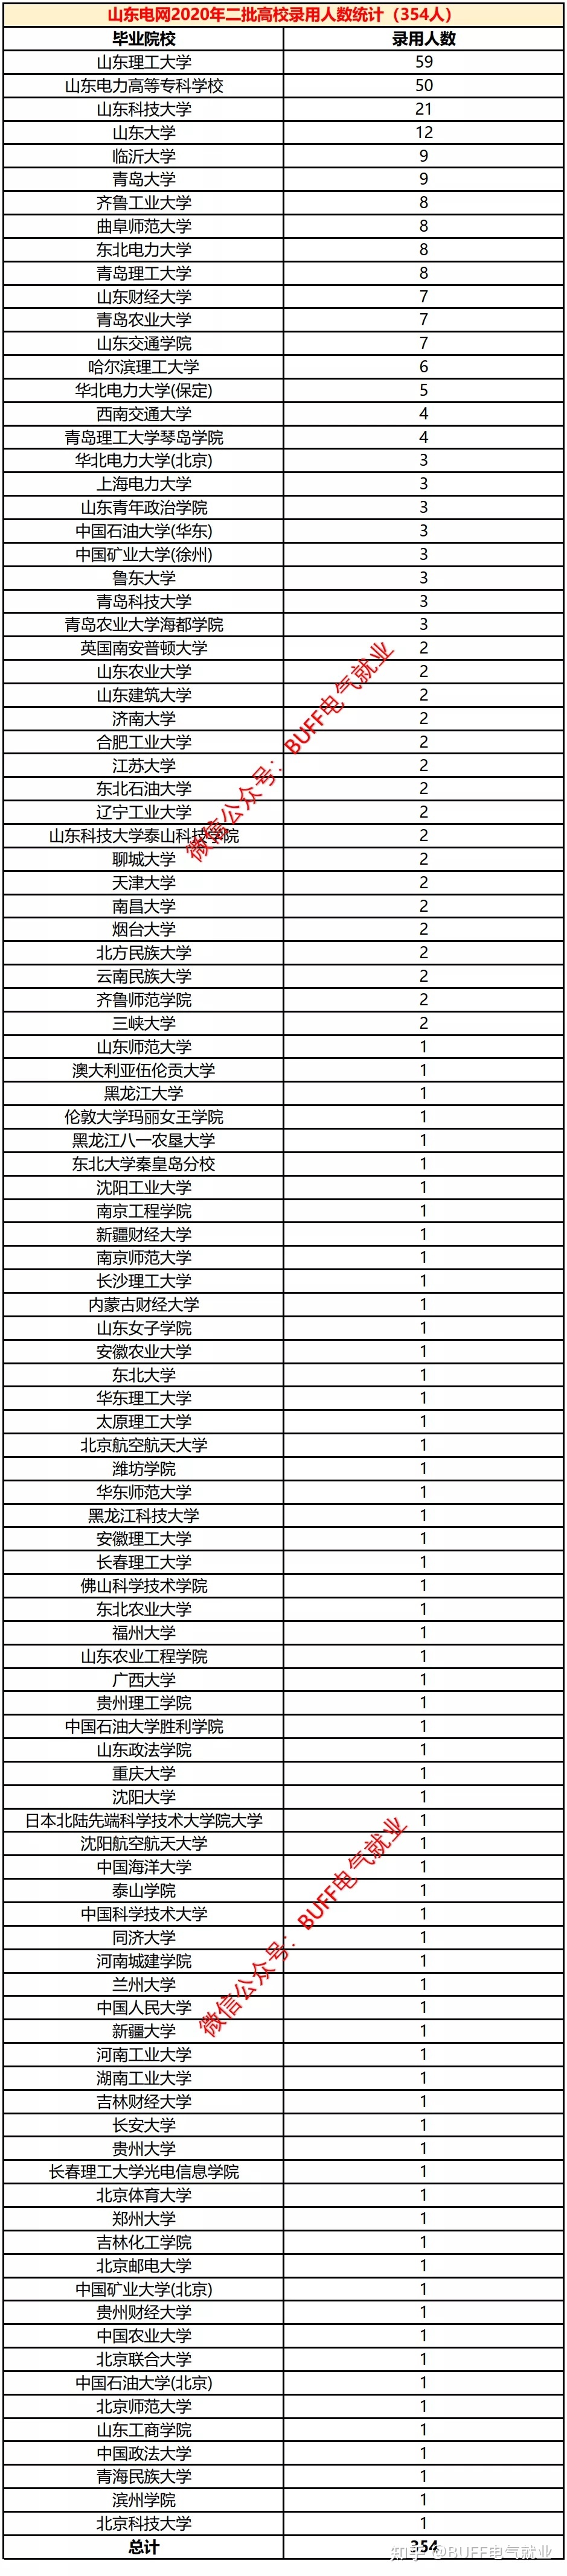 山东电网2020年二批高校录用人数统计（354人）
毕业院校 录用人数
山东理工大学 59
山东电力高等专科学校 50
山东科技大学 21
山东大学 12
临沂大学 9
青岛大学 9
齐鲁工业大学 8
曲阜师范大学 8
东北电力大学 8
青岛理工大学 8
山东财经大学 7
青岛农业大学 7
山东交通学院 7
哈尔滨理工大学 6
华北电力大学(保定) 5
西南交通大学 4
青岛理工大学琴岛学院 4
华北电力大学(北京) 3
上海电力大学 3
山东青年政治学院 3
中国石油大学(华东) 3
中国矿业大学(徐州) 3
鲁东大学 3
青岛科技大学 3
青岛农业大学海都学院 3
英国南安普顿大学 2
山东农业大学 2
山东建筑大学 2
济南大学 2
合肥工业大学 2
江苏大学 2
东北石油大学 2
辽宁工业大学 2
山东科技大学泰山科技学院 2
聊城大学 2
天津大学 2
南昌大学 2
烟台大学 2
北方民族大学 2
云南民族大学 2
齐鲁师范学院 2
三峡大学 2
微信公众号：BUFF电气就业
山东师范大学 1
澳大利亚伍伦贡大学 1
黑龙江大学 1
伦敦大学玛丽女王学院 1
黑龙江八一农垦大学 1
东北大学秦皇岛分校 1
沈阳工业大学 1
南京工程学院 1
新疆财经大学 1
南京师范大学 1
长沙理工大学 1
内蒙古财经大学 1
山东女子学院 1
安徽农业大学 1
东北大学 1
华东理工大学 1
太原理工大学 1
北京航空航天大学 1
潍坊学院 1
华东师范大学 1
黑龙江科技大学 1
安徽理工大学 1
长春理工大学 1
佛山科学技术学院 1
东北农业大学 1
福州大学 1
山东农业工程学院 1
广西大学 1
贵州理工学院 1
中国石油大学胜利学院 1
山东政法学院 1
重庆大学 1
沈阳大学 1
日本北陆先端科学技术大学院大学 1
沈阳航空航天大学 1
中国海洋大学 1
泰山学院 1
中国科学技术大学 1
同济大学 1
河南城建学院 1
兰州大学 1
中国人民大学 1
微信公众号：BUFF电气就业
新疆大学 1
河南工业大学 1
湖南工业大学 1
吉林财经大学 1
长安大学 1
贵州大学 1
长春理工大学光电信息学院 1
北京体育大学 1
郑州大学 1
吉林化工学院 1
北京邮电大学 1
中国矿业大学(北京) 1
贵州财经大学 1
中国农业大学 1
北京联合大学 1
中国石油大学(北京) 1
北京师范大学 1
山东工商学院 1
中国政法大学 1
青海民族大学 1
滨州学院 1
北京科技大学 1
总计 354
知乎 @BUFF电气就业